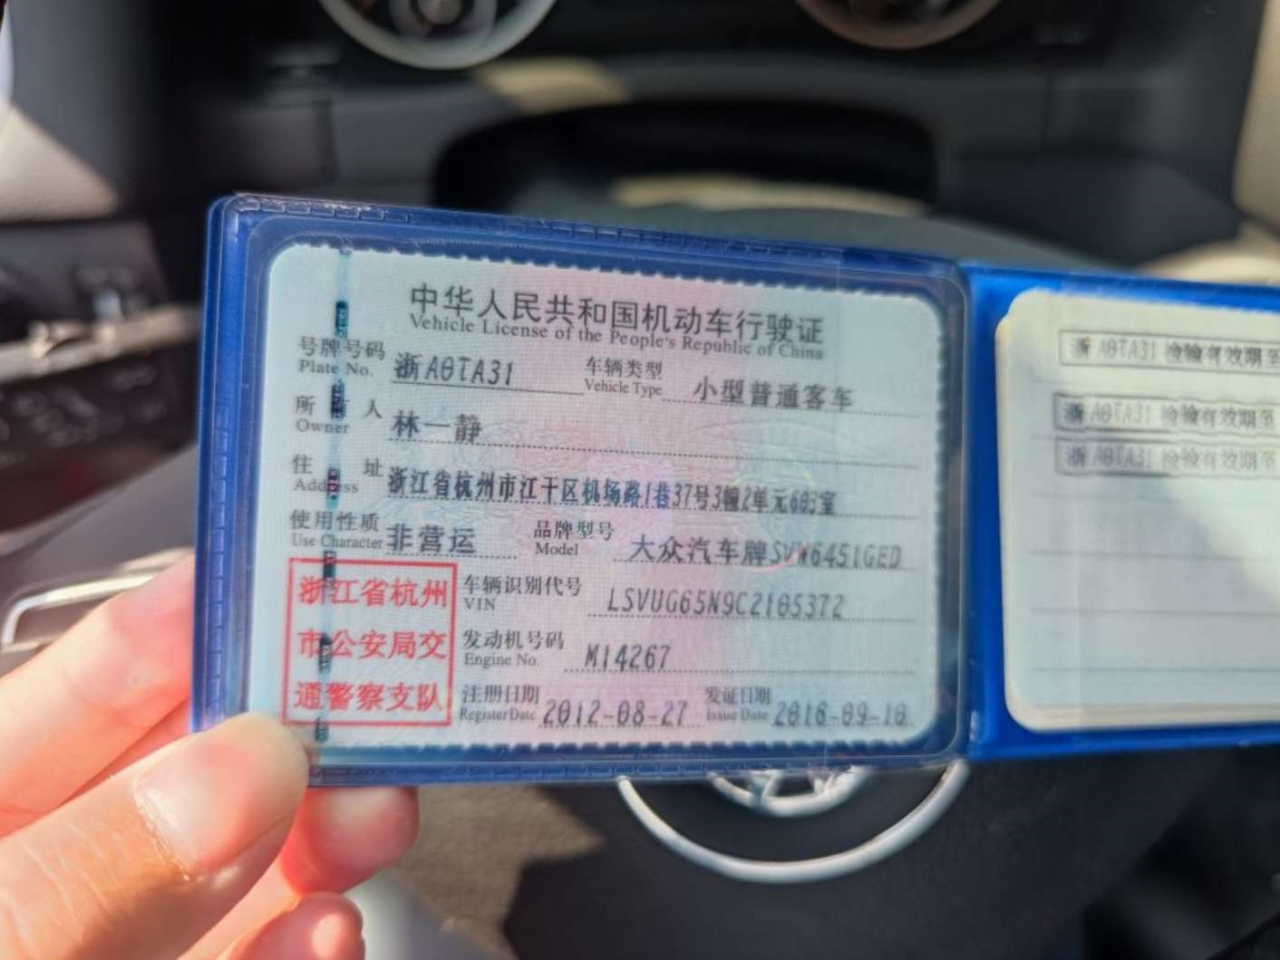 中华人民共和国机动车行驶证
Vehicle License of the People's Republic of China
号牌号码 浙A0TA31 车辆类型 小型普通客车
Plate No. Vehicle Type
所 人 林一静
Owner
住 址 浙江省杭州市江干区机场路1巷37号3幢2单元603室
Address
使用性质 非营运 品牌型号 大众汽车牌SVW6451GED
Use Character Model
浙江省杭州
市公安局交
通警察支队
车辆识别代号 LSVUG65N9C2105372
VIN
发动机号码 M14267
Engine No.
注册日期 2012-08-27 发证日期 2016-09-10
Register Date Issue Date
浙A0TA31 检验有效期至
浙A0TA31 检验有效期至
浙A0TA31 检验有效期至